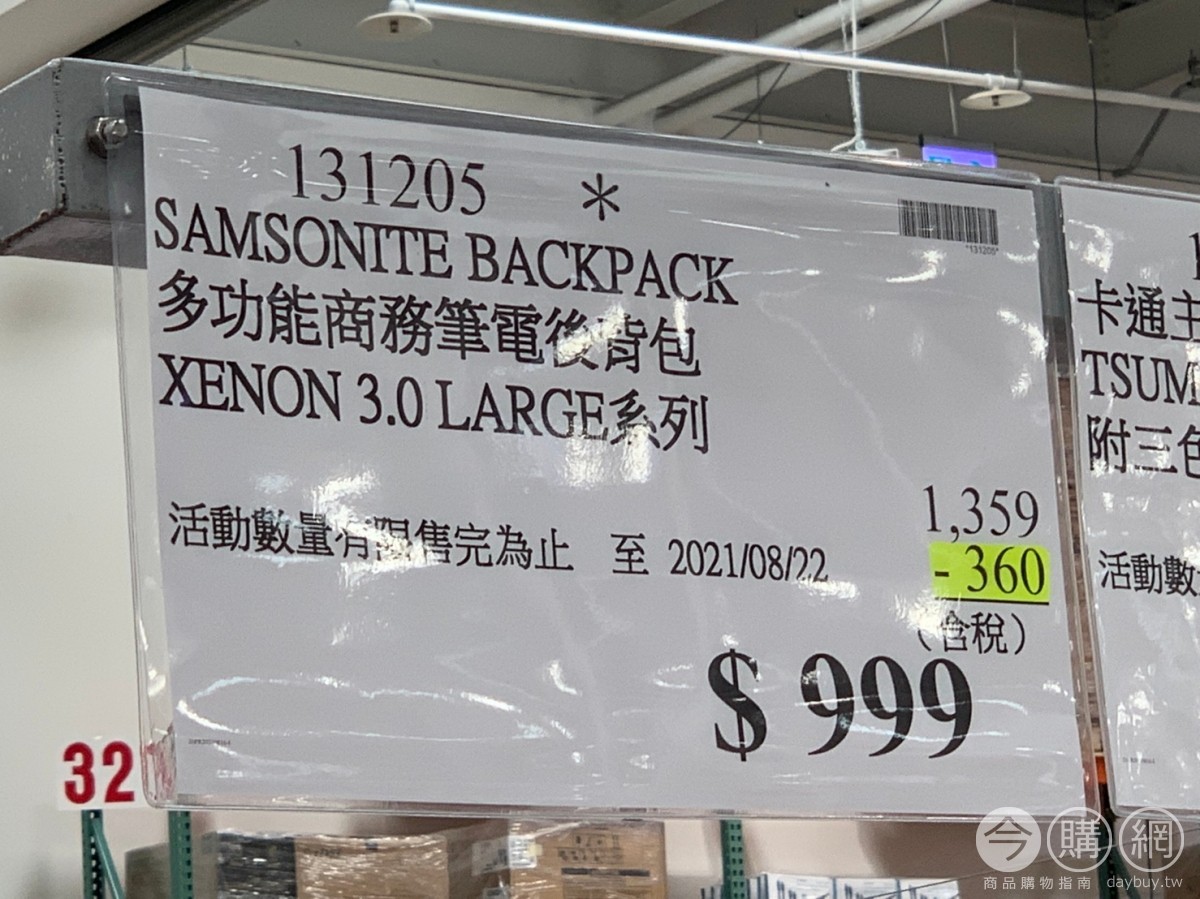 131205 *
*131205*
SAMSONITE BACKPACK
多功能商務筆電後背包
XENON 3.0 LARGE系列
1,359
活動數量有限售完為止 至 2021/08/22
- 360
(含稅)
$ 999
32
1
卡通主
TSUM
附三色
活動數
今購網
商品購物指南 daybuy.tw